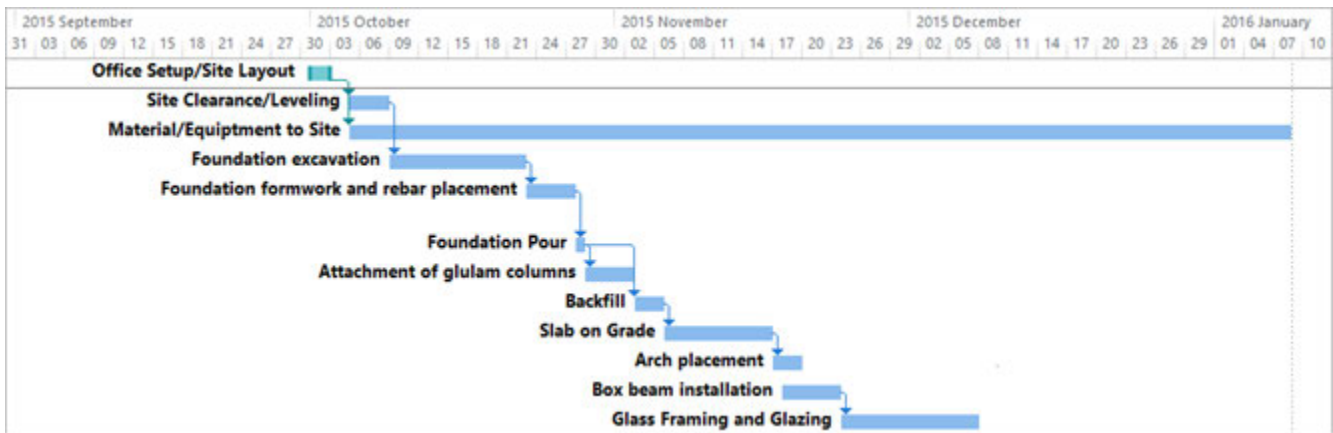 2015 September 2015 October 2015 November 2015 December 2016 January
31 03 06 09 12 15 18 21 24 27 30 03 06 09 12 15 18 21 24 27 30 02 05 08 11 14 17 20 23 26 29 02 05 08 11 14 17 20 23 26 29 01 04 07 10
Office Setup/Site Layout
Site Clearance/Leveling
Material/Equiptment to Site
Foundation excavation
Foundation formwork and rebar placement
Foundation Pour
Attachment of glulam columns
Backfill
Slab on Grade
Arch placement
Box beam installation
Glass Framing and Glazing